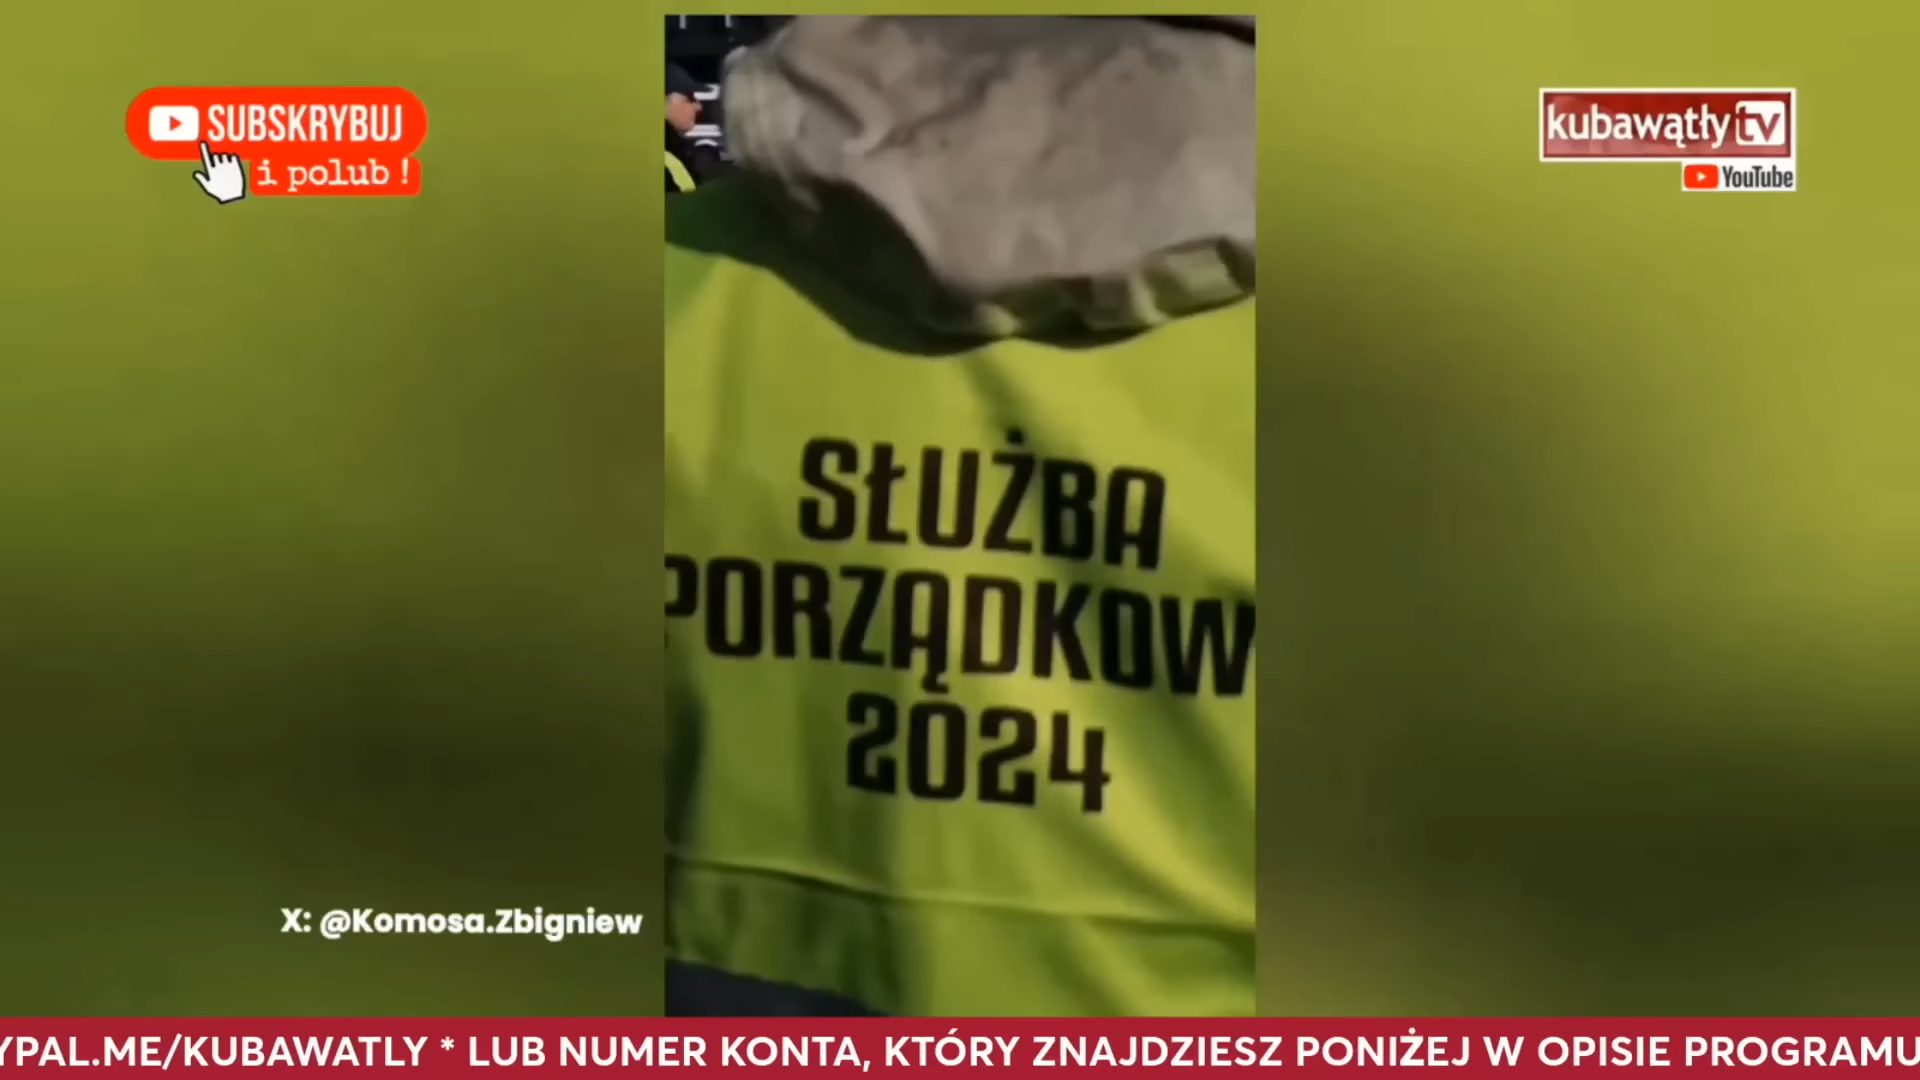 SUBSKRYBUJ
i polub !
kubawątły tv
YouTube
SŁUŻBA
PORZĄDKOW
2024
X: @Komosa.Zbigniew
YPAL.ME/KUBAWATLY * LUB NUMER KONTA, KTÓRY ZNAJDZIESZ PONIŻEJ W OPISIE PROGRAMU